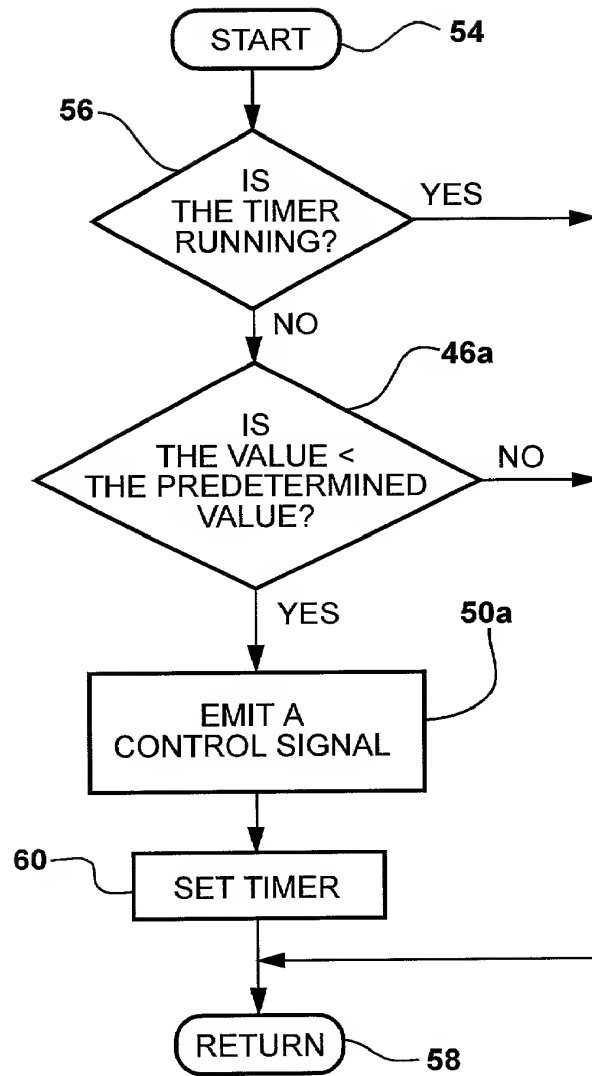 START
54
56
IS
THE TIMER
RUNNING?
YES
NO
46a
IS
THE VALUE <
THE PREDETERMINED
VALUE?
NO
YES
50a
EMIT A
CONTROL SIGNAL
60
SET TIMER
RETURN
58